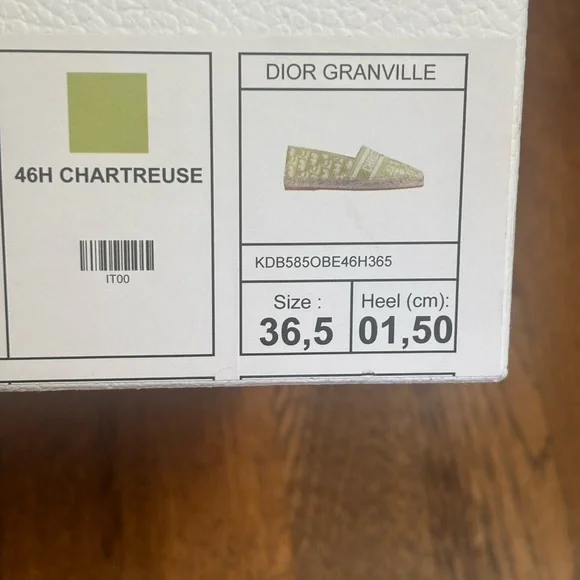 46H CHARTREUSE
IT00
DIOR GRANVILLE
KDB585OBE46H365
Size :
36,5
Heel (cm):
01,50